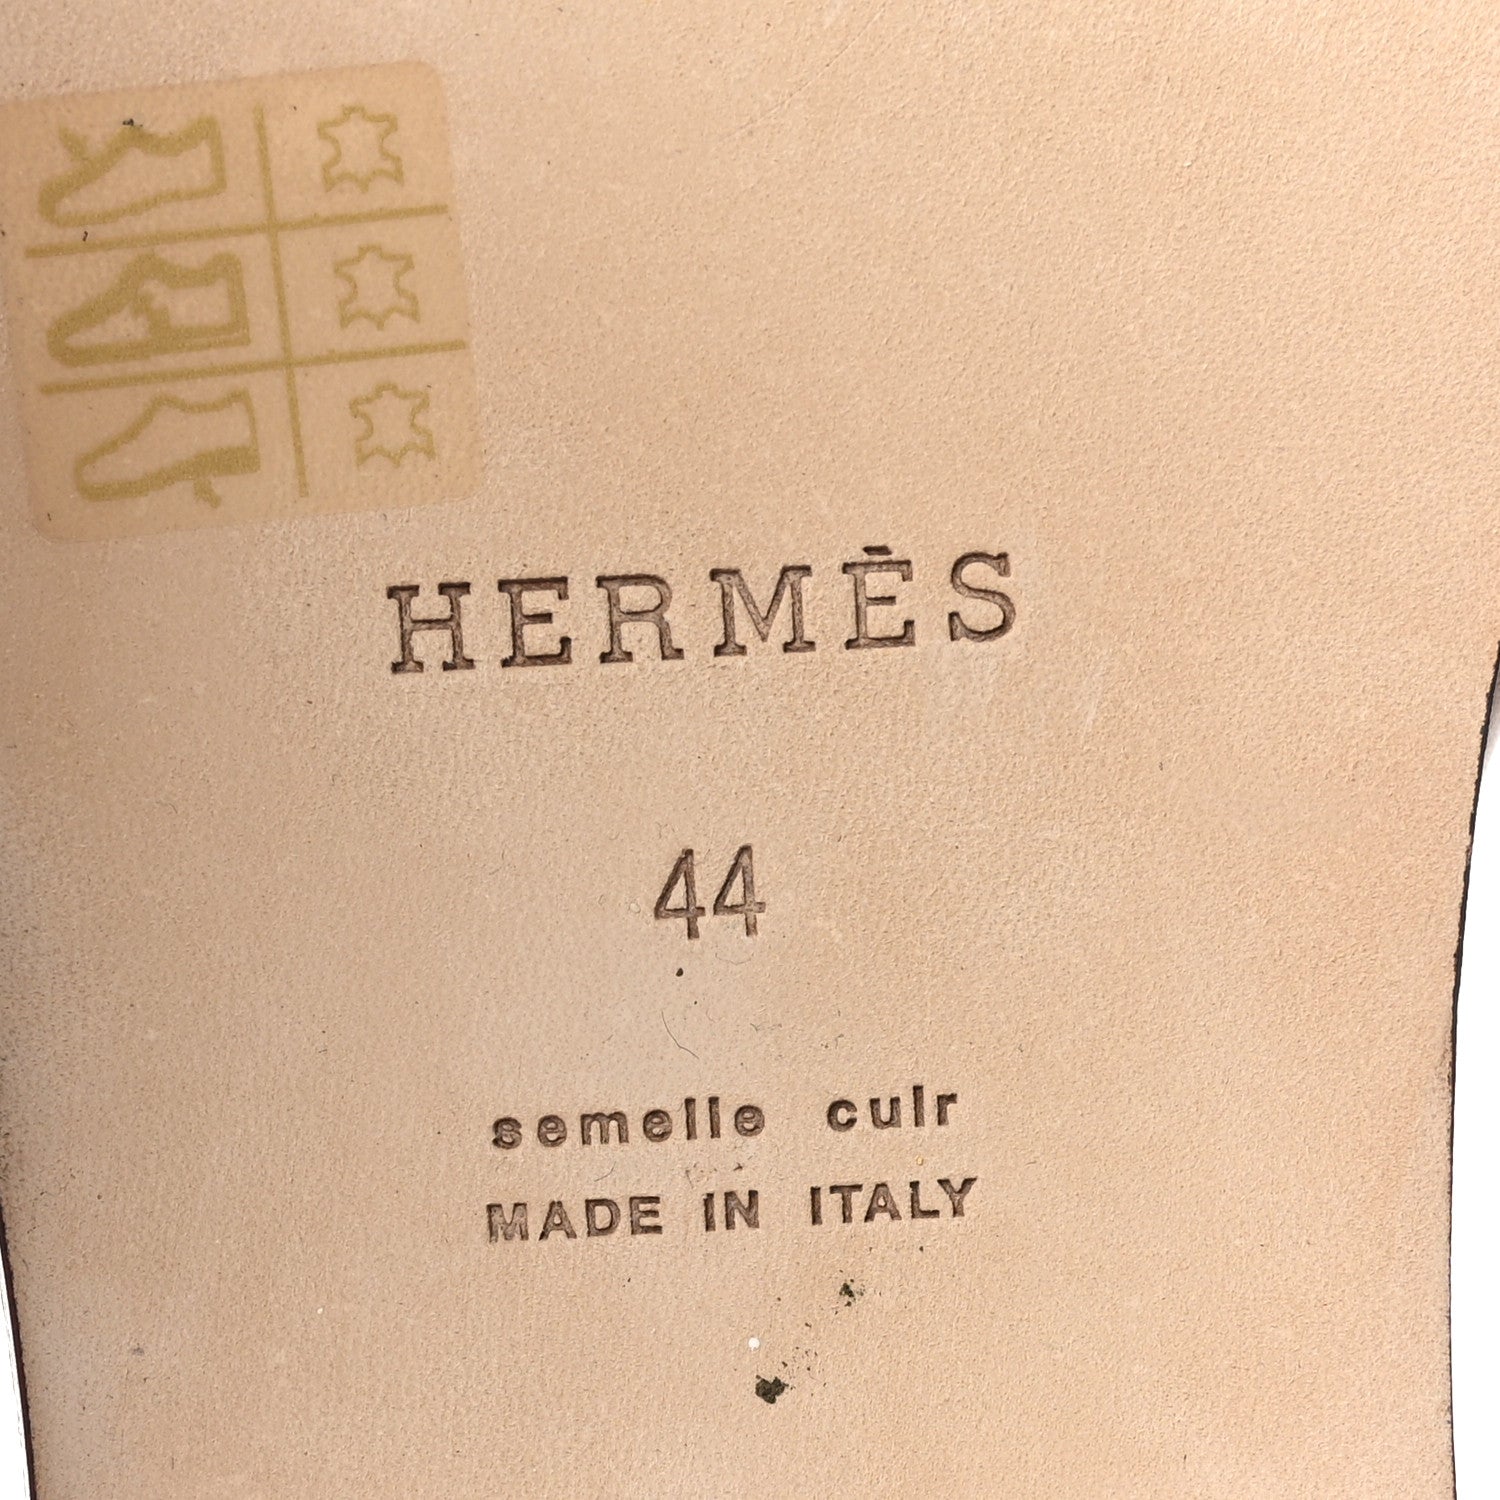 HERMÈS
44
semelle cuir
MADE IN ITALY